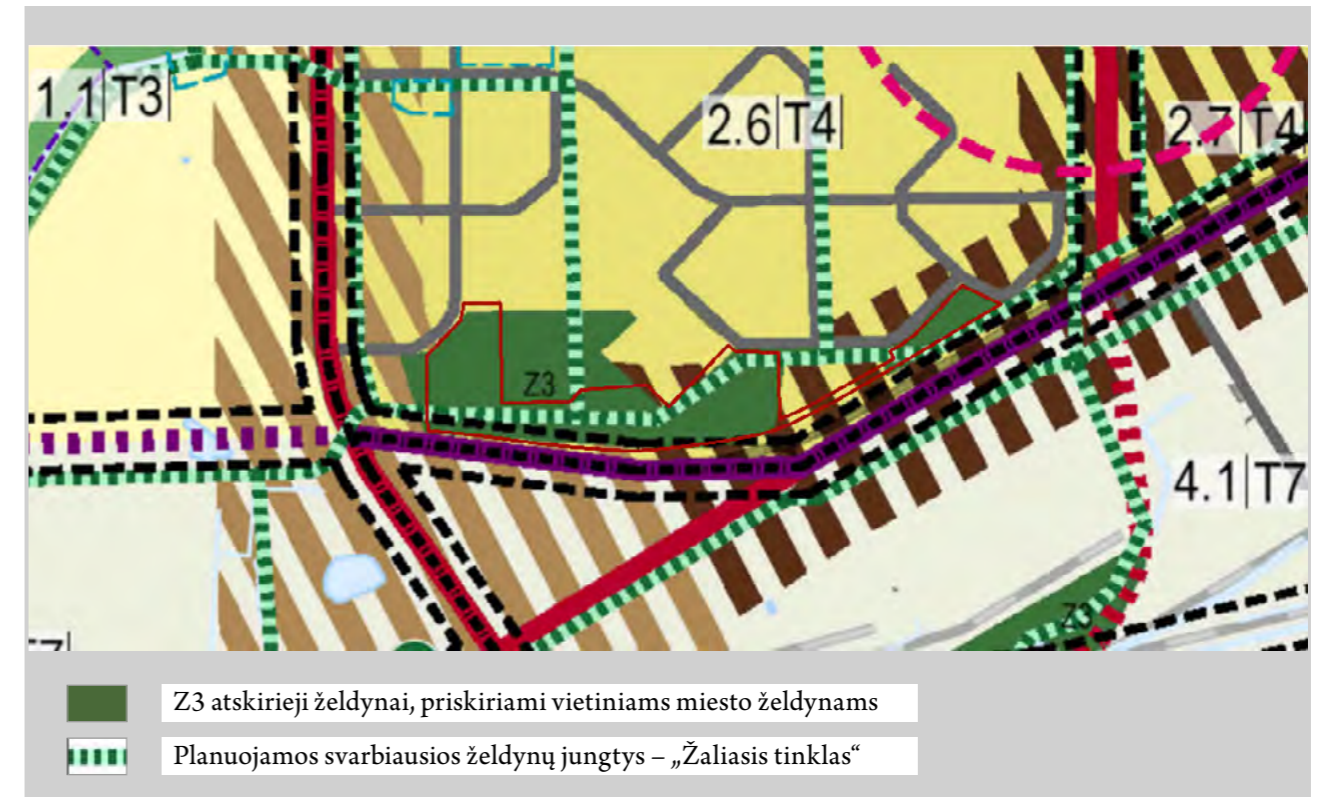 1.1|T3|
2.6|T4|
2.7|T4
Z3
4.1|T7
Z3
Z3 atskirieji želdynai, priskiriami vietiniams miesto želdynams
Planuojamos svarbiausios želdynų jungtys – „Žaliasis tinklas“